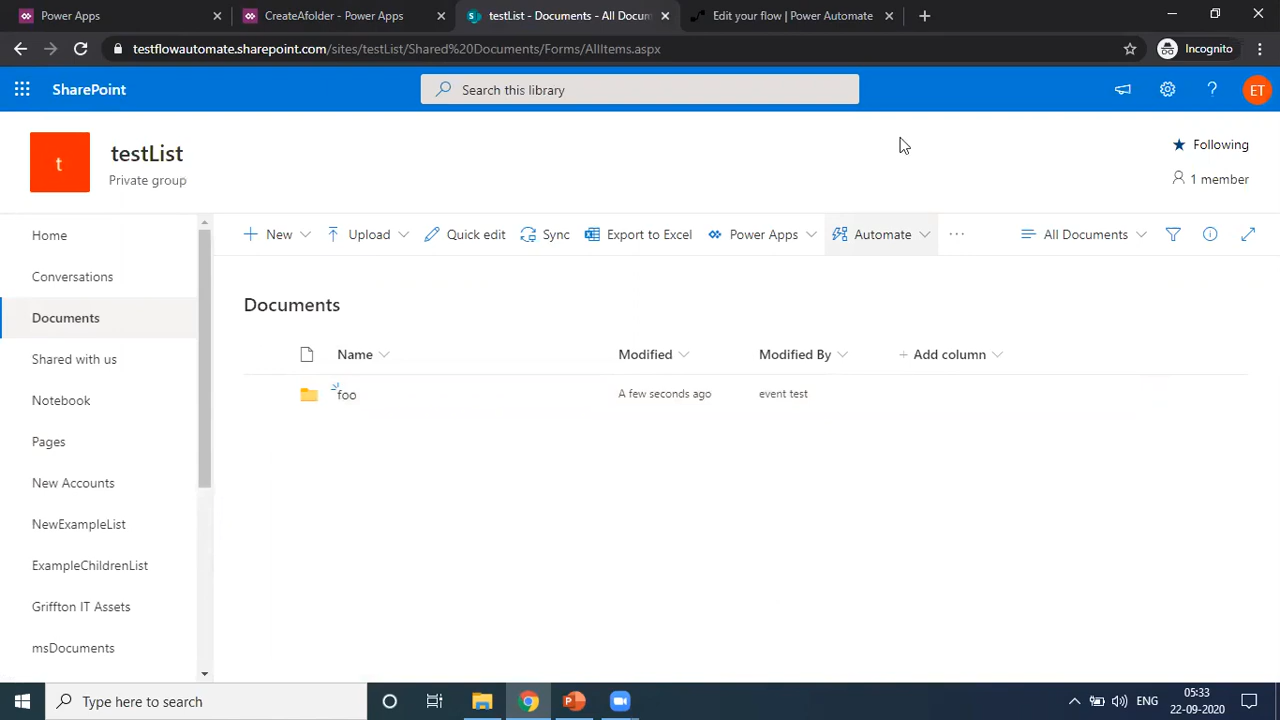 Power Apps
CreateAfolder - Power Apps
testList - Documents - All Docum
Edit your flow | Power Automate
testflowautomate.sharepoint.com/sites/testList/Shared%20Documents/Forms/AllItems.aspx
Incognito
SharePoint
Search this library
ET
t
testList
Private group
Following
1 member
Home
Conversations
Documents
Shared with us
Notebook
Pages
New Accounts
NewExampleList
ExampleChildrenList
Griffton IT Assets
msDocuments
New
Upload
Quick edit
Sync
Export to Excel
Power Apps
Automate
All Documents
Documents
Name
Modified
Modified By
Add column
foo
A few seconds ago
event test
Type here to search
ENG
05:33
22-09-2020